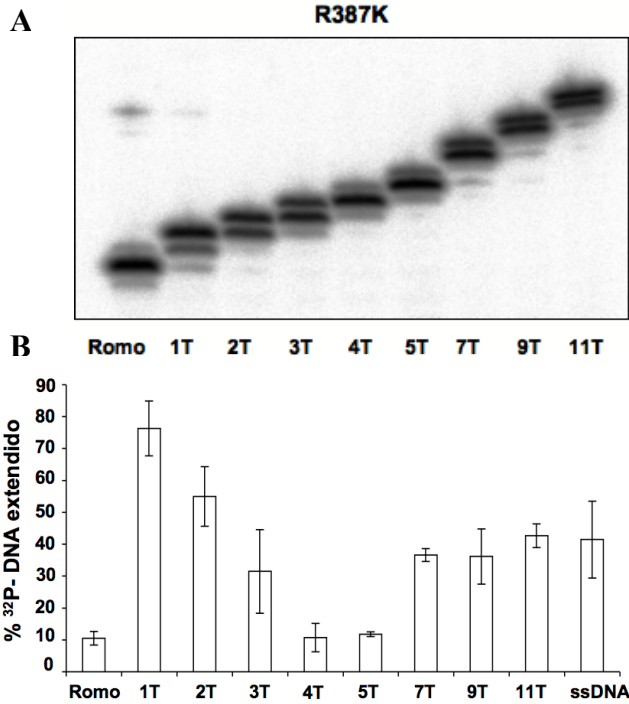 A
R387K
Romo 1T 2T 3T 4T 5T 7T 9T 11T
B
% ³²P- DNA extendido
90
80
70
60
50
40
30
20
10
0
Romo 1T 2T 3T 4T 5T 7T 9T 11T ssDNA